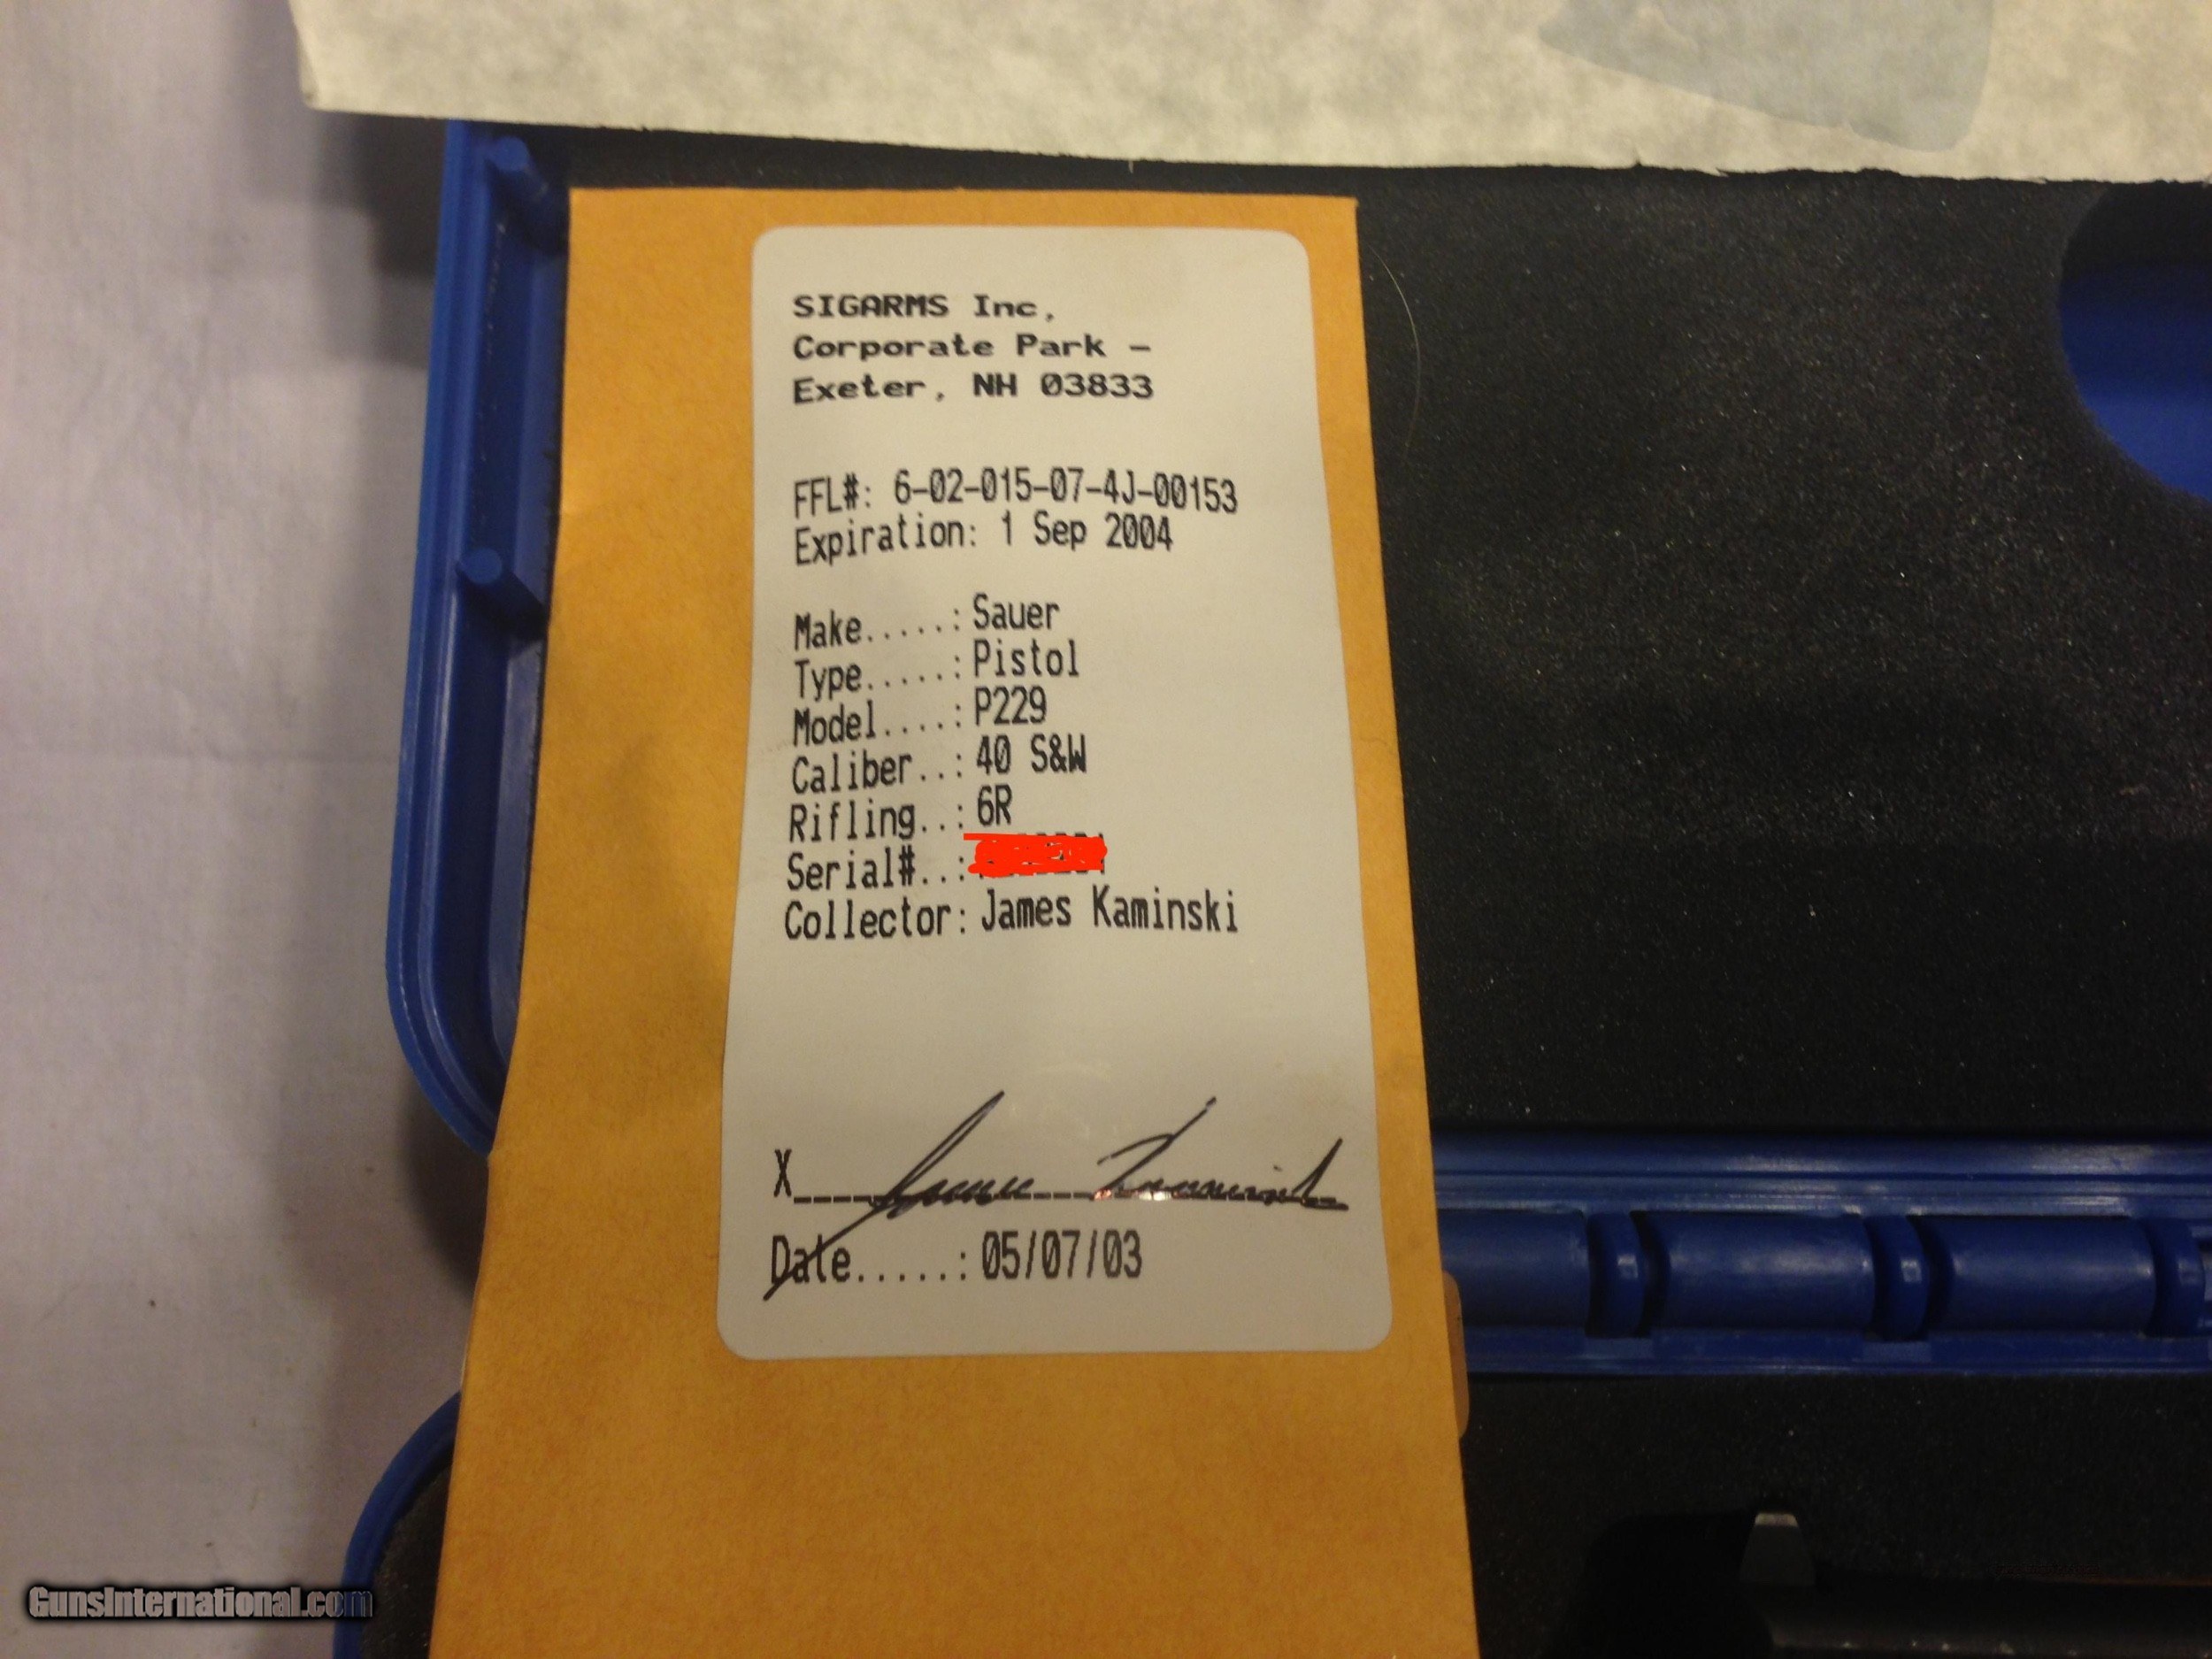 SIGARMS Inc.
Corporate Park -
Exeter, NH 03833
FFL#: 6-02-015-07-4J-00153
Expiration: 1 Sep 2004
Make.....: Sauer
Type.....: Pistol
Model....: P229
Caliber..: 40 S&W
Rifling..: 6R
Serial#..:
Collector: James Kaminski
X
Date.....: 05/07/03
GunsInternational.com